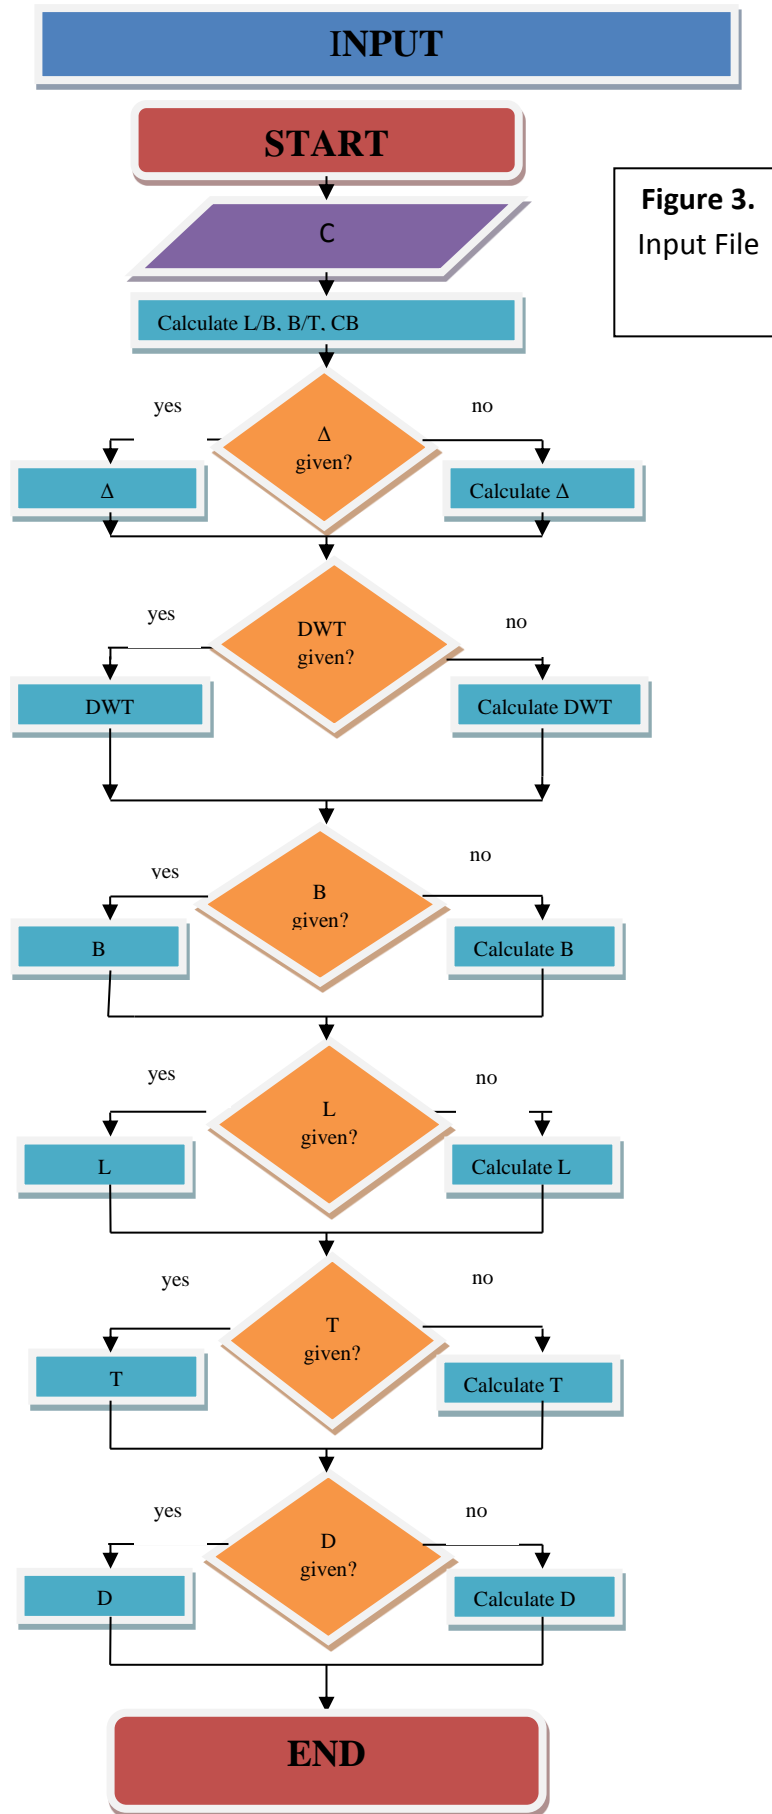 INPUT
START
Figure 3.
Input File
C
Calculate L/B, B/T, CB
yes
no
Δ
given?
Δ
Calculate Δ
yes
no
DWT
given?
DWT
Calculate DWT
yes
no
B
given?
B
Calculate B
yes
no
L
given?
L
Calculate L
yes
no
T
given?
T
Calculate T
yes
no
D
given?
D
Calculate D
END